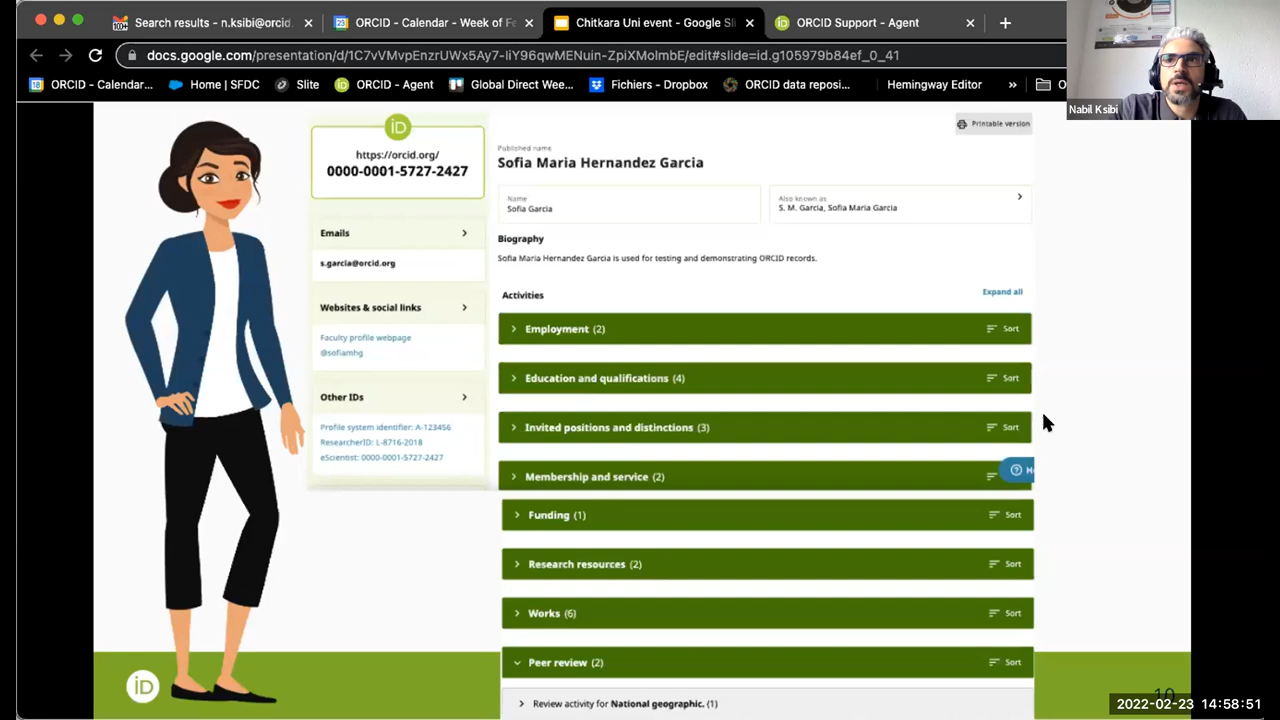 Search results - n.ksibi@orcid.
ORCID - Calendar - Week of Fe
Chitkara Uni event - Google Sli
ORCID Support - Agent
docs.google.com/presentation/d/1C7vVMvpEnzrUWx5Ay7-liY96qwMENuin-ZpiXMolmbE/edit#slide=id.g105979b84ef_0_41
ORCID - Calendar...
Home | SFDC
Slite
ORCID - Agent
Global Direct Wee...
Fichiers - Dropbox
ORCID data reposi...
Hemingway Editor
»
Nabil Ksibi
iD
https://orcid.org/
0000-0001-5727-2427
Emails
s.garcia@orcid.org
Websites & social links
Faculty profile webpage
@sofiamhg
Other IDs
Profile system identifier: A-123456
ResearcherID: L-8716-2018
eScientist: 0000-0001-5727-2427
Printable version
Published name
Sofia Maria Hernandez Garcia
Name
Sofia Garcia
Also known as
S. M. Garcia, Sofia Maria Garcia
Biography
Sofia Maria Hernandez Garcia is used for testing and demonstrating ORCID records.
Activities
Expand all
Employment (2) Sort
Education and qualifications (4) Sort
Invited positions and distinctions (3) Sort
Membership and service (2)
Funding (1) Sort
Research resources (2) Sort
Works (6) Sort
Peer review (2) Sort
Review activity for National geographic. (1)
iD
10
2022-02-23 14:58:51